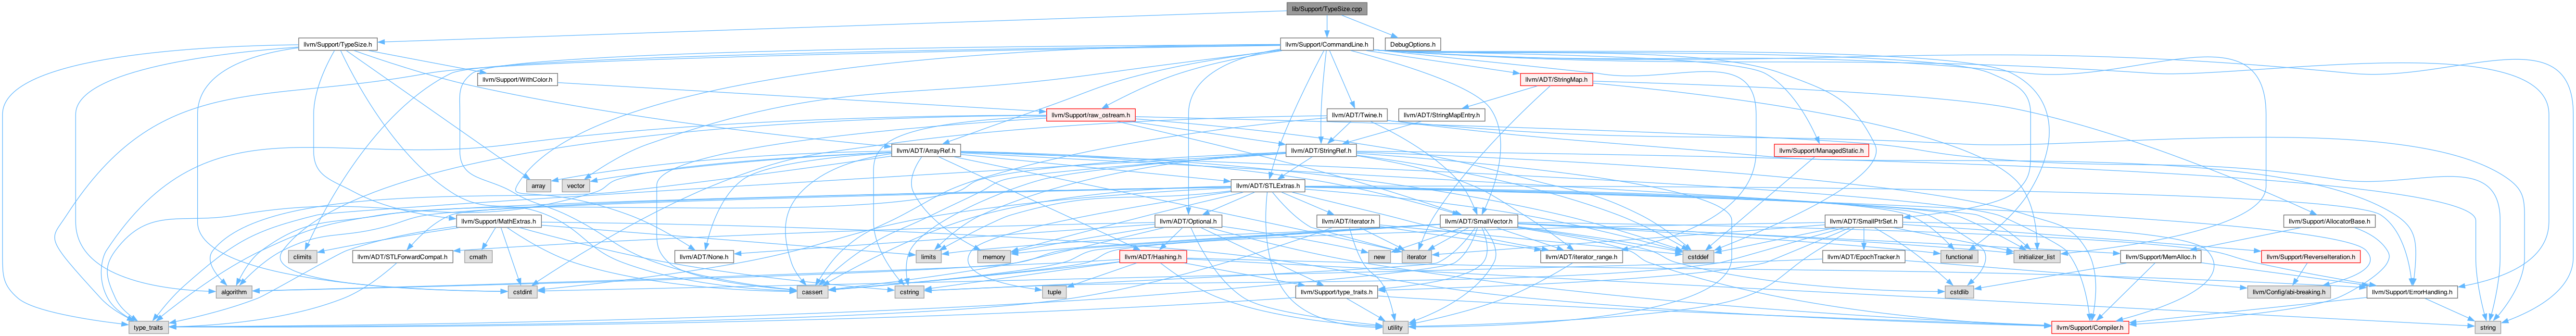 lib/Support/TypeSize.cpp
llvm/Support/TypeSize.h
llvm/Support/CommandLine.h
DebugOptions.h
llvm/Support/WithColor.h
llvm/ADT/StringMap.h
llvm/Support/raw_ostream.h
llvm/ADT/Twine.h
llvm/ADT/StringMapEntry.h
llvm/ADT/ArrayRef.h
llvm/ADT/StringRef.h
llvm/Support/ManagedStatic.h
array
vector
llvm/ADT/STLExtras.h
llvm/Support/MathExtras.h
llvm/ADT/Optional.h
llvm/ADT/iterator.h
llvm/ADT/SmallVector.h
llvm/ADT/SmallPtrSet.h
llvm/Support/AllocatorBase.h
climits
llvm/ADT/STLForwardCompat.h
cmath
llvm/ADT/None.h
llvm/ADT/Hashing.h
memory
limits
new
iterator
llvm/ADT/iterator_range.h
cstddef
functional
llvm/ADT/EpochTracker.h
initializer_list
llvm/Support/MemAlloc.h
llvm/Support/ReverseIteration.h
algorithm
cstdint
cassert
cstring
tuple
llvm/Support/type_traits.h
cstdlib
llvm/Config/abi-breaking.h
llvm/Support/ErrorHandling.h
type_traits
utility
llvm/Support/Compiler.h
string